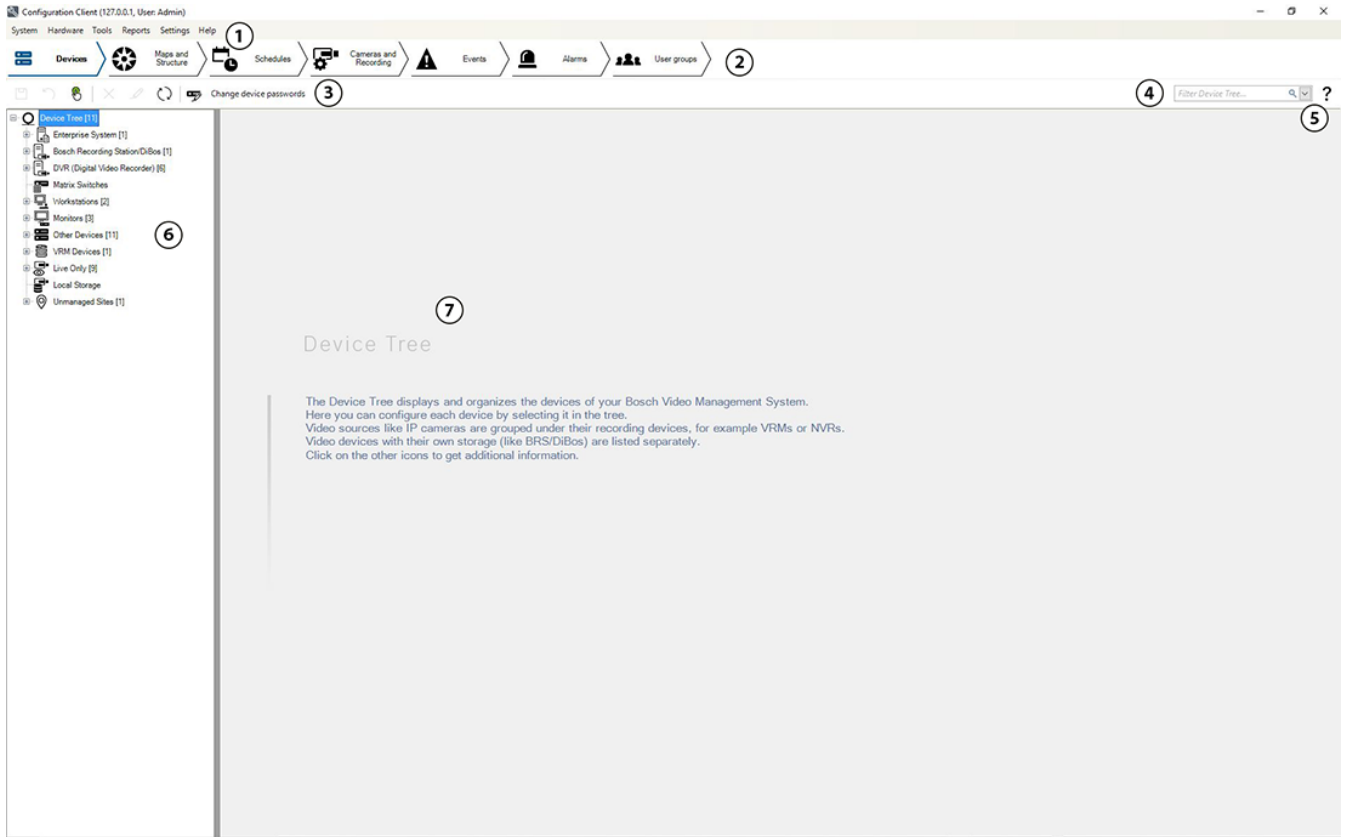 Configuration Client (127.0.0.1, User: Admin)
System Hardware Tools Reports Settings Help
1
Devices
Maps and
Structure
Schedules
Cameras and
Recording
Events
Alarms
User groups
2
Change device passwords
3
4
Filter Device Tree...
?
5
Device Tree [11]
Enterprise System [1]
Bosch Recording Station/DiBos [1]
DVR (Digital Video Recorder) [6]
Matrix Switches
Workstations [2]
Monitors [3]
Other Devices [11]
VRM Devices [1]
Live Only [9]
Local Storage
Unmanaged Sites [1]
6
7
Device Tree
The Device Tree displays and organizes the devices of your Bosch Video Management System.
Here you can configure each device by selecting it in the tree.
Video sources like IP cameras are grouped under their recording devices, for example VRMs or NVRs.
Video devices with their own storage (like BRS/DiBos) are listed separately.
Click on the other icons to get additional information.